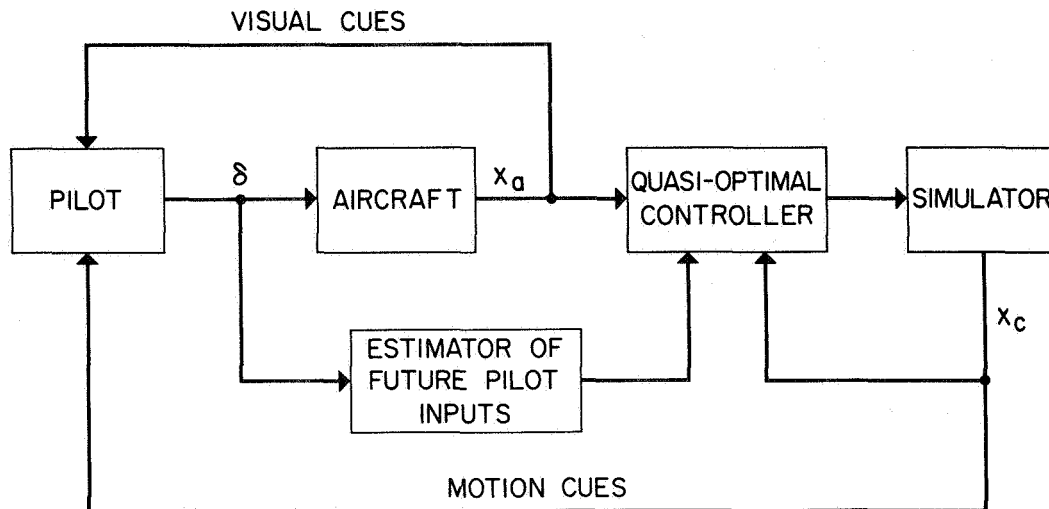 VISUAL CUES
PILOT
δ
AIRCRAFT
xa
QUASI-OPTIMAL
CONTROLLER
SIMULATOR
xc
ESTIMATOR OF
FUTURE PILOT
INPUTS
MOTION CUES